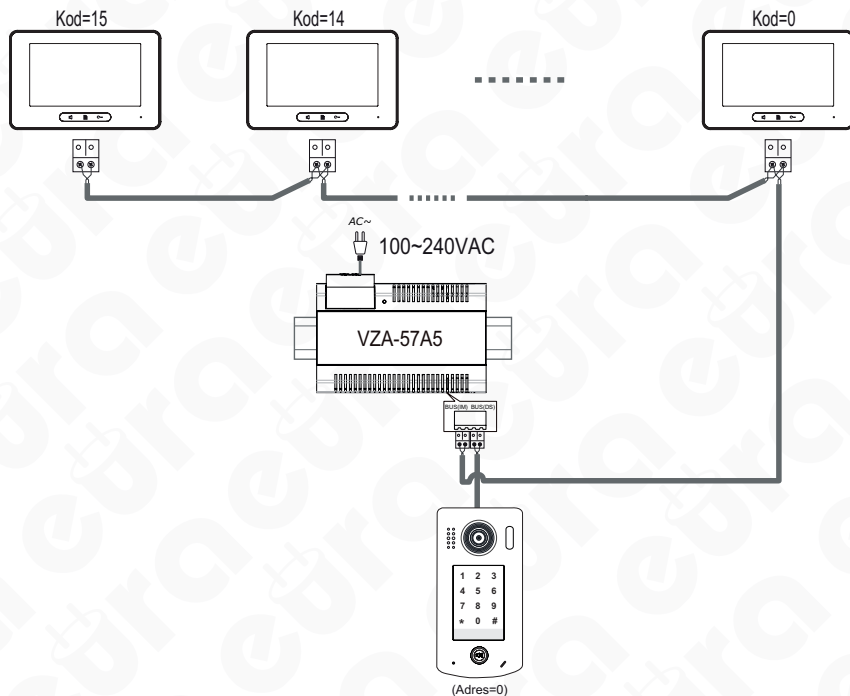 Kod=15 Kod=14 Kod=0
AC~
100~240VAC
VZA-57A5
BUS(IM) BUS(DS)
1 2 3
4 5 6
7 8 9
* 0 #
(Adres=0)
eura